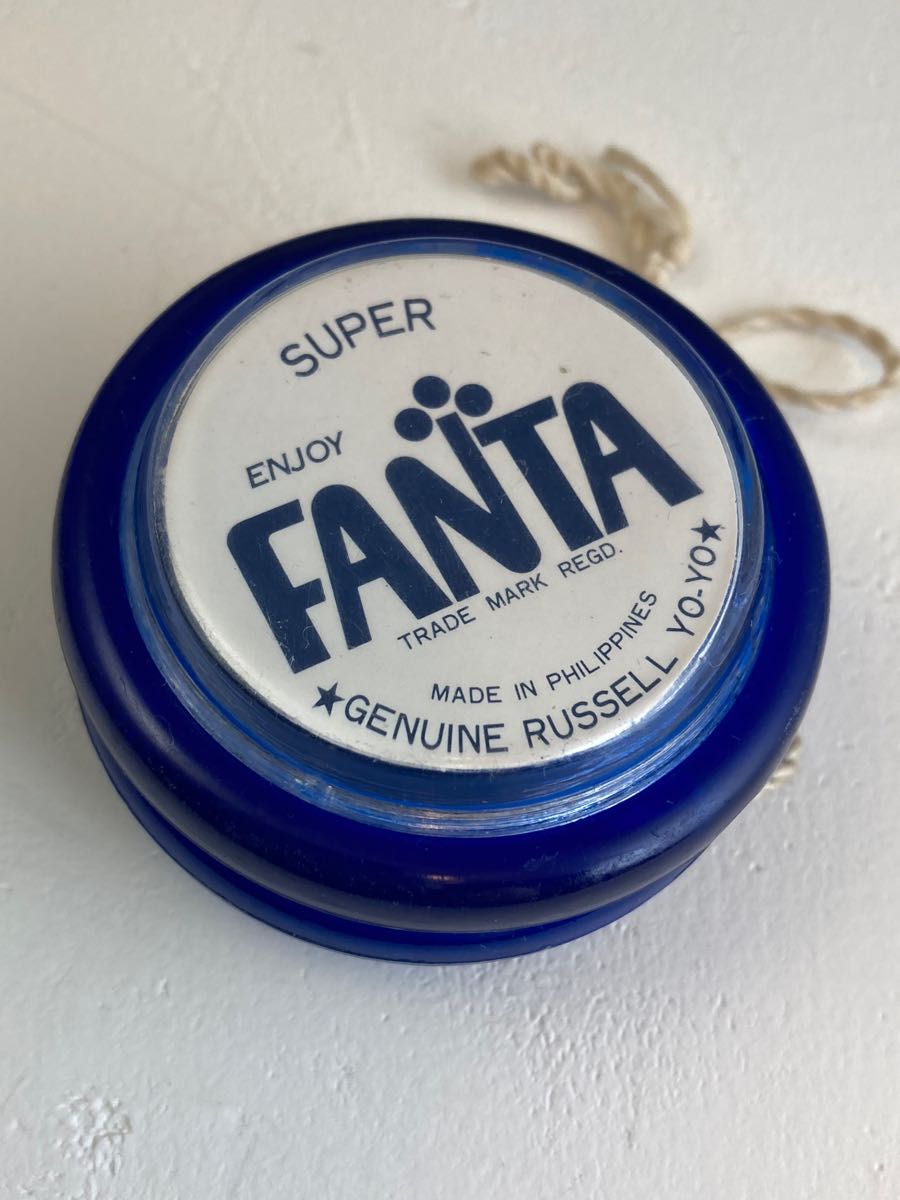 SUPER
ENJOY
FANTA
TRADE MARK REGD.
MADE IN PHILIPPINES
★GENUINE RUSSELL YO-YO★